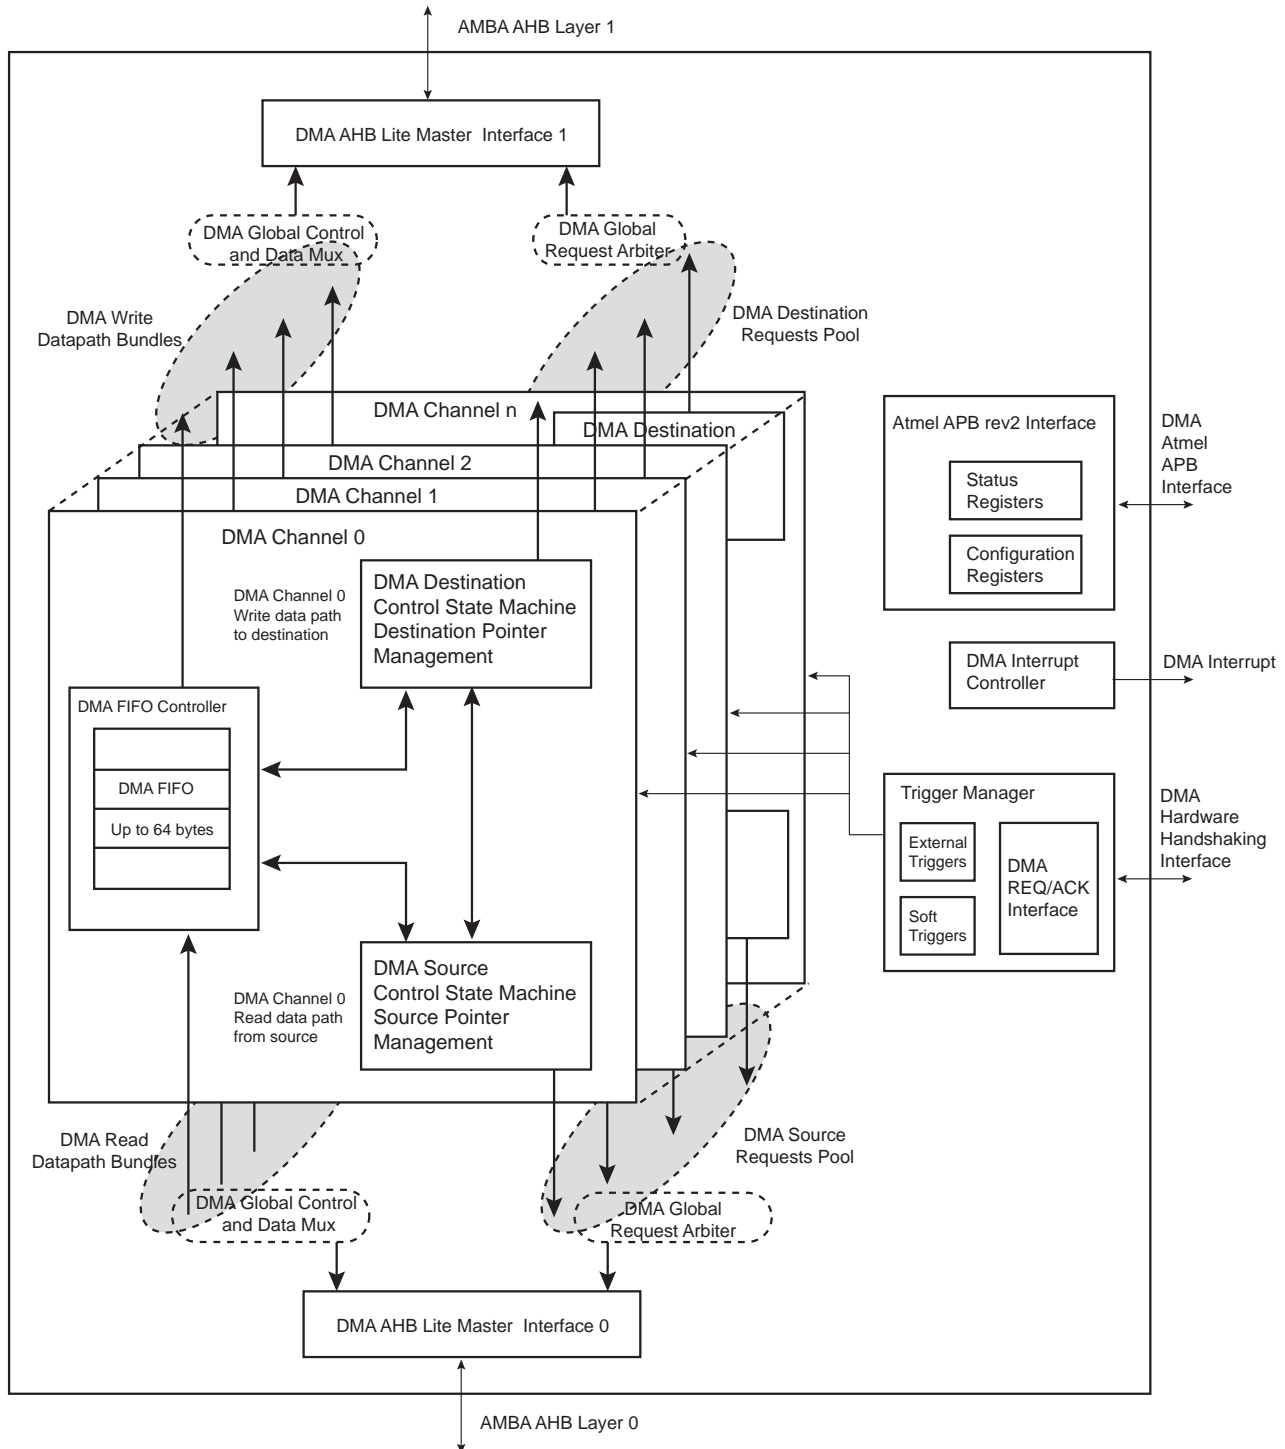 AMBA AHB Layer 1
DMA AHB Lite Master Interface 1
DMA Global Control
and Data Mux
DMA Global
Request Arbiter
DMA Write
Datapath Bundles
DMA Destination
Requests Pool
DMA Channel n
DMA Destination
DMA Channel 2
DMA Channel 1
DMA Channel 0
DMA Channel 0
Write data path
to destination
DMA Destination
Control State Machine
Destination Pointer
Management
DMA FIFO Controller
DMA FIFO
Up to 64 bytes
DMA Channel 0
Read data path
from source
DMA Source
Control State Machine
Source Pointer
Management
Atmel APB rev2 Interface
Status
Registers
Configuration
Registers
DMA
Atmel
APB
Interface
DMA Interrupt
Controller
DMA Interrupt
Trigger Manager
External
Triggers
Soft
Triggers
DMA
REQ/ACK
Interface
DMA
Hardware
Handshaking
Interface
DMA Read
Datapath Bundles
DMA Source
Requests Pool
DMA Global Control
and Data Mux
DMA Global
Request Arbiter
DMA AHB Lite Master Interface 0
AMBA AHB Layer 0